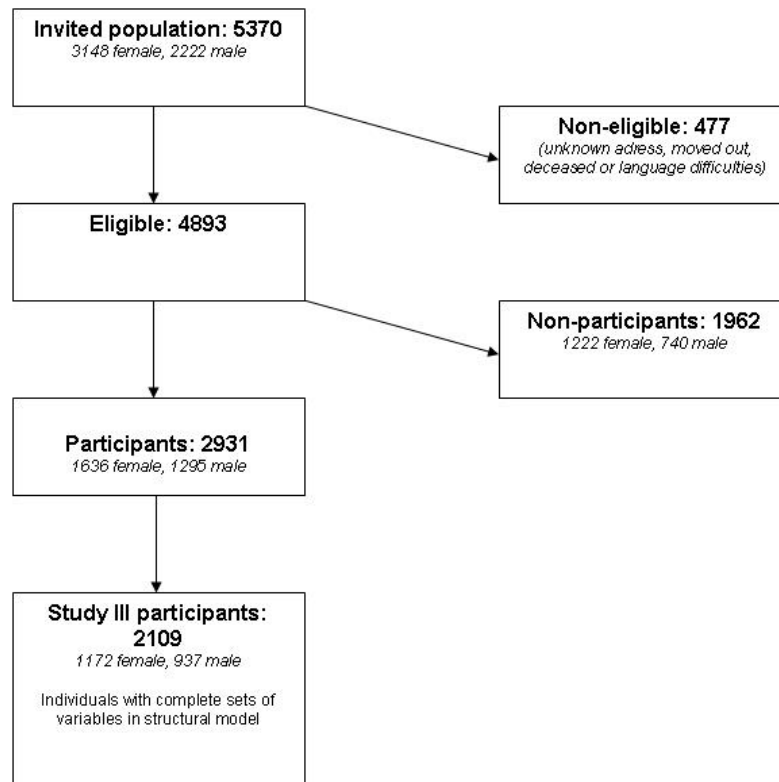 Invited population: 5370
3148 female, 2222 male
Non-eligible: 477
(unknown adress, moved out,
deceased or language difficulties)
Eligible: 4893
Non-participants: 1962
1222 female, 740 male
Participants: 2931
1636 female, 1295 male
Study III participants:
2109
1172 female, 937 male
Individuals with complete sets of
variables in structural model